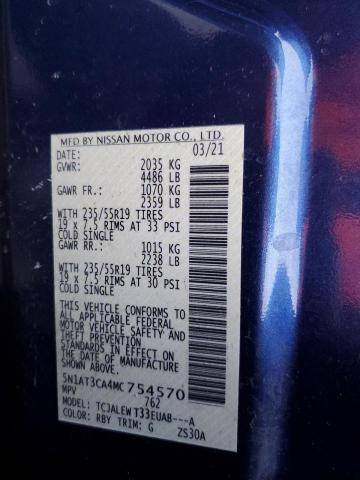 MFD BY NISSAN MOTOR CO., LTD.
DATE: 03/21
GVWR: 2035 KG
4486 LB
GAWR FR.: 1070 KG
2359 LB
WITH 235/55R19 TIRES
19 x 7.5 RIMS AT 33 PSI
COLD SINGLE
GAWR RR.: 1015 KG
2238 LB
WITH 235/55R19 TIRES
19 x 7.5 RIMS AT 30 PSI
COLD SINGLE
THIS VEHICLE CONFORMS TO
ALL APPLICABLE FEDERAL
MOTOR VEHICLE SAFETY, BUMPER AND
THEFT PREVENTION
STANDARDS IN EFFECT ON THE
DATE OF MANUFACTURE SHOWN ABOVE.
5N1AT3CA4MC754570
MPV 762
TCJALEWT33EUAB---A
COLOR: RBY TRIM: G ZS30A